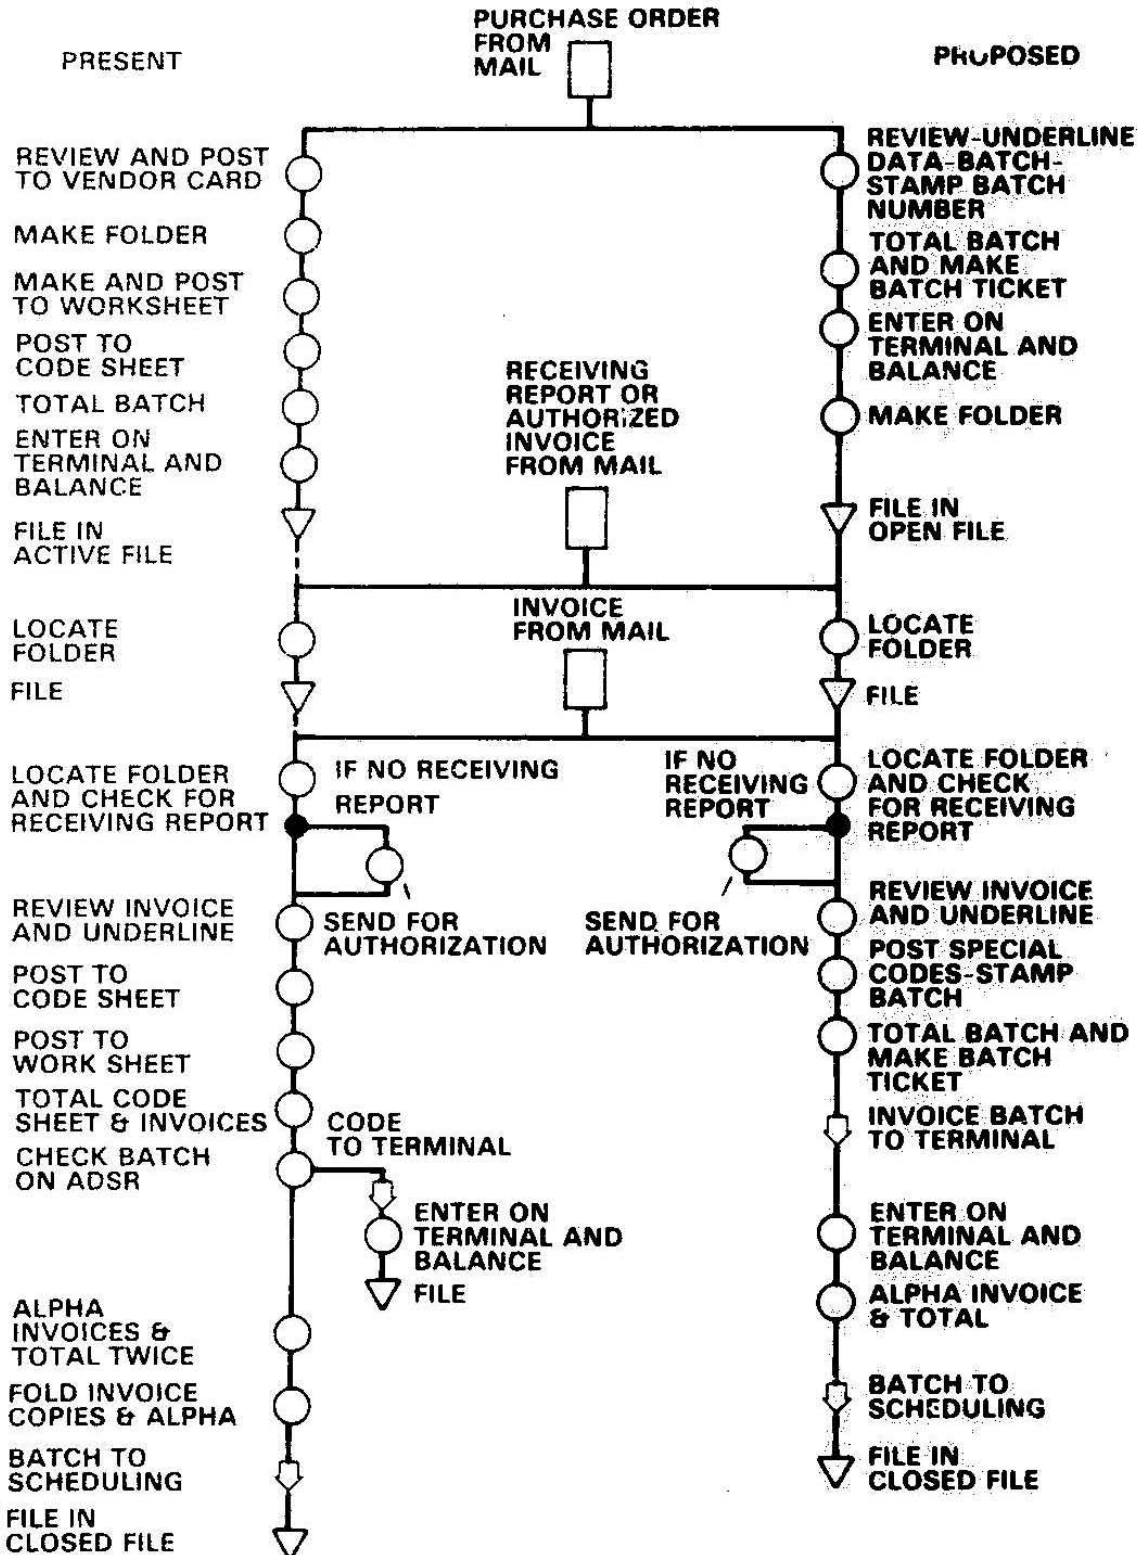 PURCHASE ORDER
FROM
MAIL
PRESENT
PROPOSED
REVIEW AND POST
TO VENDOR CARD
MAKE FOLDER
MAKE AND POST
TO WORKSHEET
POST TO
CODE SHEET
TOTAL BATCH
ENTER ON
TERMINAL AND
BALANCE
FILE IN
ACTIVE FILE
REVIEW-UNDERLINE
DATA-BATCH-
STAMP BATCH
NUMBER
TOTAL BATCH
AND MAKE
BATCH TICKET
ENTER ON
TERMINAL AND
BALANCE
MAKE FOLDER
FILE IN
OPEN FILE
RECEIVING
REPORT OR
AUTHORIZED
INVOICE
FROM MAIL
LOCATE
FOLDER
FILE
INVOICE
FROM MAIL
LOCATE
FOLDER
FILE
LOCATE FOLDER
AND CHECK FOR
RECEIVING REPORT
IF NO RECEIVING
REPORT
SEND FOR
AUTHORIZATION
IF NO
RECEIVING
REPORT
SEND FOR
AUTHORIZATION
LOCATE FOLDER
AND CHECK
FOR RECEIVING
REPORT
REVIEW INVOICE
AND UNDERLINE
POST TO
CODE SHEET
POST TO
WORK SHEET
TOTAL CODE
SHEET & INVOICES
CHECK BATCH
ON ADSR
CODE
TO TERMINAL
ENTER ON
TERMINAL AND
BALANCE
FILE
ALPHA
INVOICES &
TOTAL TWICE
FOLD INVOICE
COPIES & ALPHA
BATCH TO
SCHEDULING
FILE IN
CLOSED FILE
REVIEW INVOICE
AND UNDERLINE
POST SPECIAL
CODES-STAMP
BATCH
TOTAL BATCH AND
MAKE BATCH
TICKET
INVOICE BATCH
TO TERMINAL
ENTER ON
TERMINAL AND
BALANCE
ALPHA INVOICE
& TOTAL
BATCH TO
SCHEDULING
FILE IN
CLOSED FILE